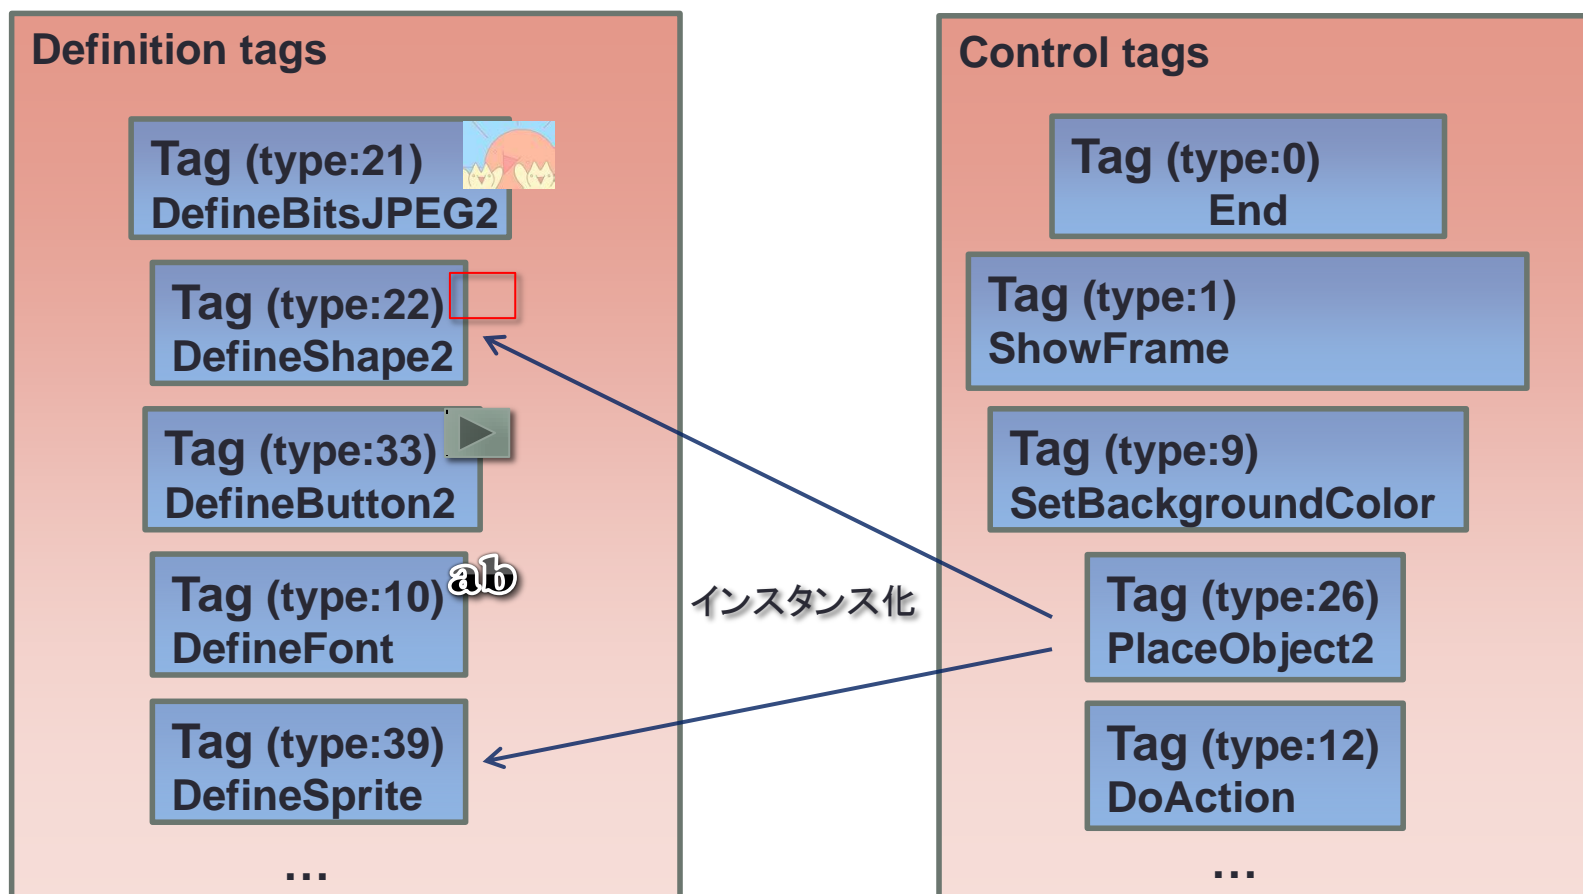 Definition tags
Tag (type:21)
DefineBitsJPEG2
Tag (type:22)
DefineShape2
Tag (type:33)
DefineButton2
Tag (type:10)
ab
DefineFont
Tag (type:39)
DefineSprite
...
インスタンス化
Control tags
Tag (type:0)
End
Tag (type:1)
ShowFrame
Tag (type:9)
SetBackgroundColor
Tag (type:26)
PlaceObject2
Tag (type:12)
DoAction
...